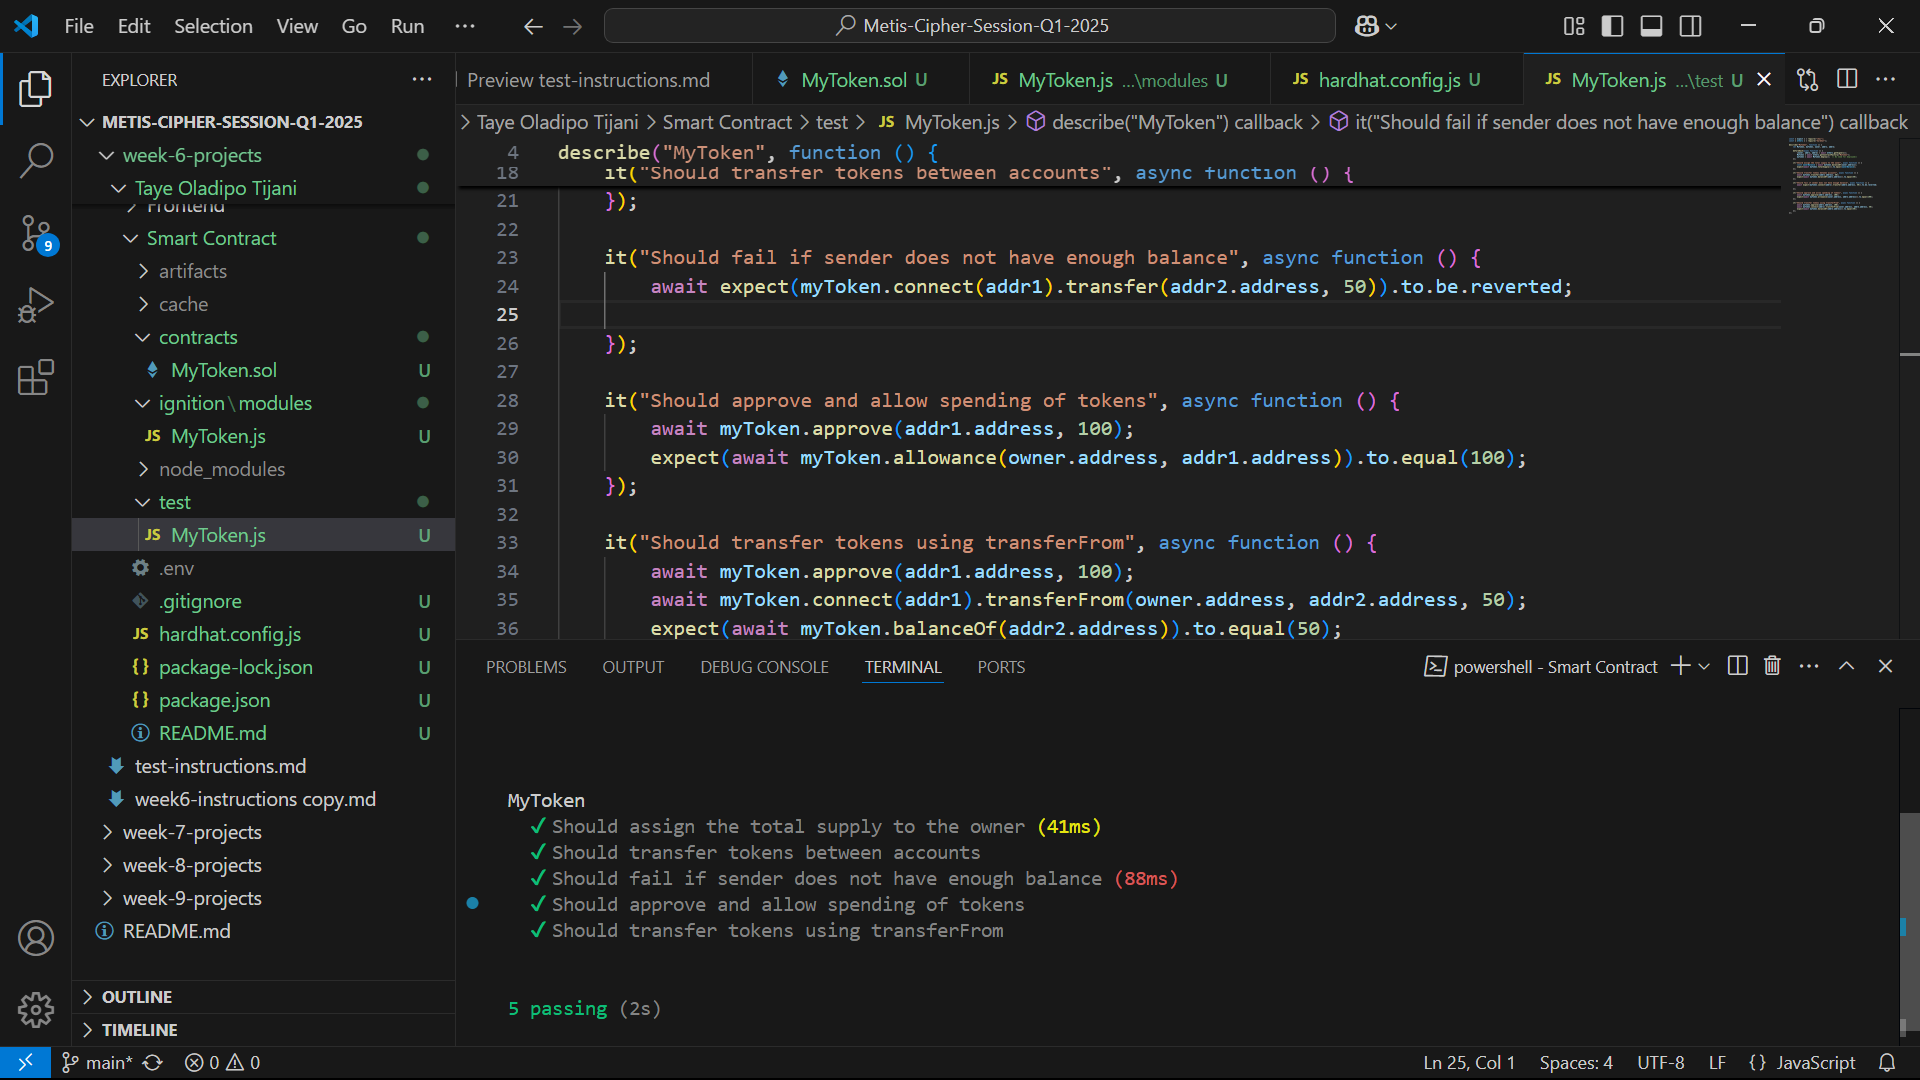 File Edit Selection View Go Run ··· Metis-Cipher-Session-Q1-2025
EXPLORER
METIS-CIPHER-SESSION-Q1-2025
week-6-projects
Taye Oladipo Tijani
Frontend
Smart Contract
artifacts
cache
contracts
MyToken.sol U
ignition\modules
JS MyToken.js U
node_modules
test
JS MyToken.js U
.env
.gitignore U
JS hardhat.config.js U
{} package-lock.json U
{} package.json U
README.md U
test-instructions.md
week6-instructions copy.md
week-7-projects
week-8-projects
week-9-projects
README.md
OUTLINE
TIMELINE
9
Preview test-instructions.md MyToken.sol U JS MyToken.js ...\modules U JS hardhat.config.js U JS MyToken.js ...\test U
> Taye Oladipo Tijani > Smart Contract > test > JS MyToken.js > describe("MyToken") callback > it("Should fail if sender does not have enough balance") callback
4 describe("MyToken", function () {
18 it("Should transfer tokens between accounts", async function () {
21 });
22
23 it("Should fail if sender does not have enough balance", async function () {
24 await expect(myToken.connect(addr1).transfer(addr2.address, 50)).to.be.reverted;
25
26 });
27
28 it("Should approve and allow spending of tokens", async function () {
29 await myToken.approve(addr1.address, 100);
30 expect(await myToken.allowance(owner.address, addr1.address)).to.equal(100);
31 });
32
33 it("Should transfer tokens using transferFrom", async function () {
34 await myToken.approve(addr1.address, 100);
35 await myToken.connect(addr1).transferFrom(owner.address, addr2.address, 50);
36 expect(await myToken.balanceOf(addr2.address)).to.equal(50);
PROBLEMS OUTPUT DEBUG CONSOLE TERMINAL PORTS powershell - Smart Contract
MyToken
✓ Should assign the total supply to the owner (41ms)
✓ Should transfer tokens between accounts
✓ Should fail if sender does not have enough balance (88ms)
✓ Should approve and allow spending of tokens
✓ Should transfer tokens using transferFrom
5 passing (2s)
main* 0 0 Ln 25, Col 1 Spaces: 4 UTF-8 LF {} JavaScript